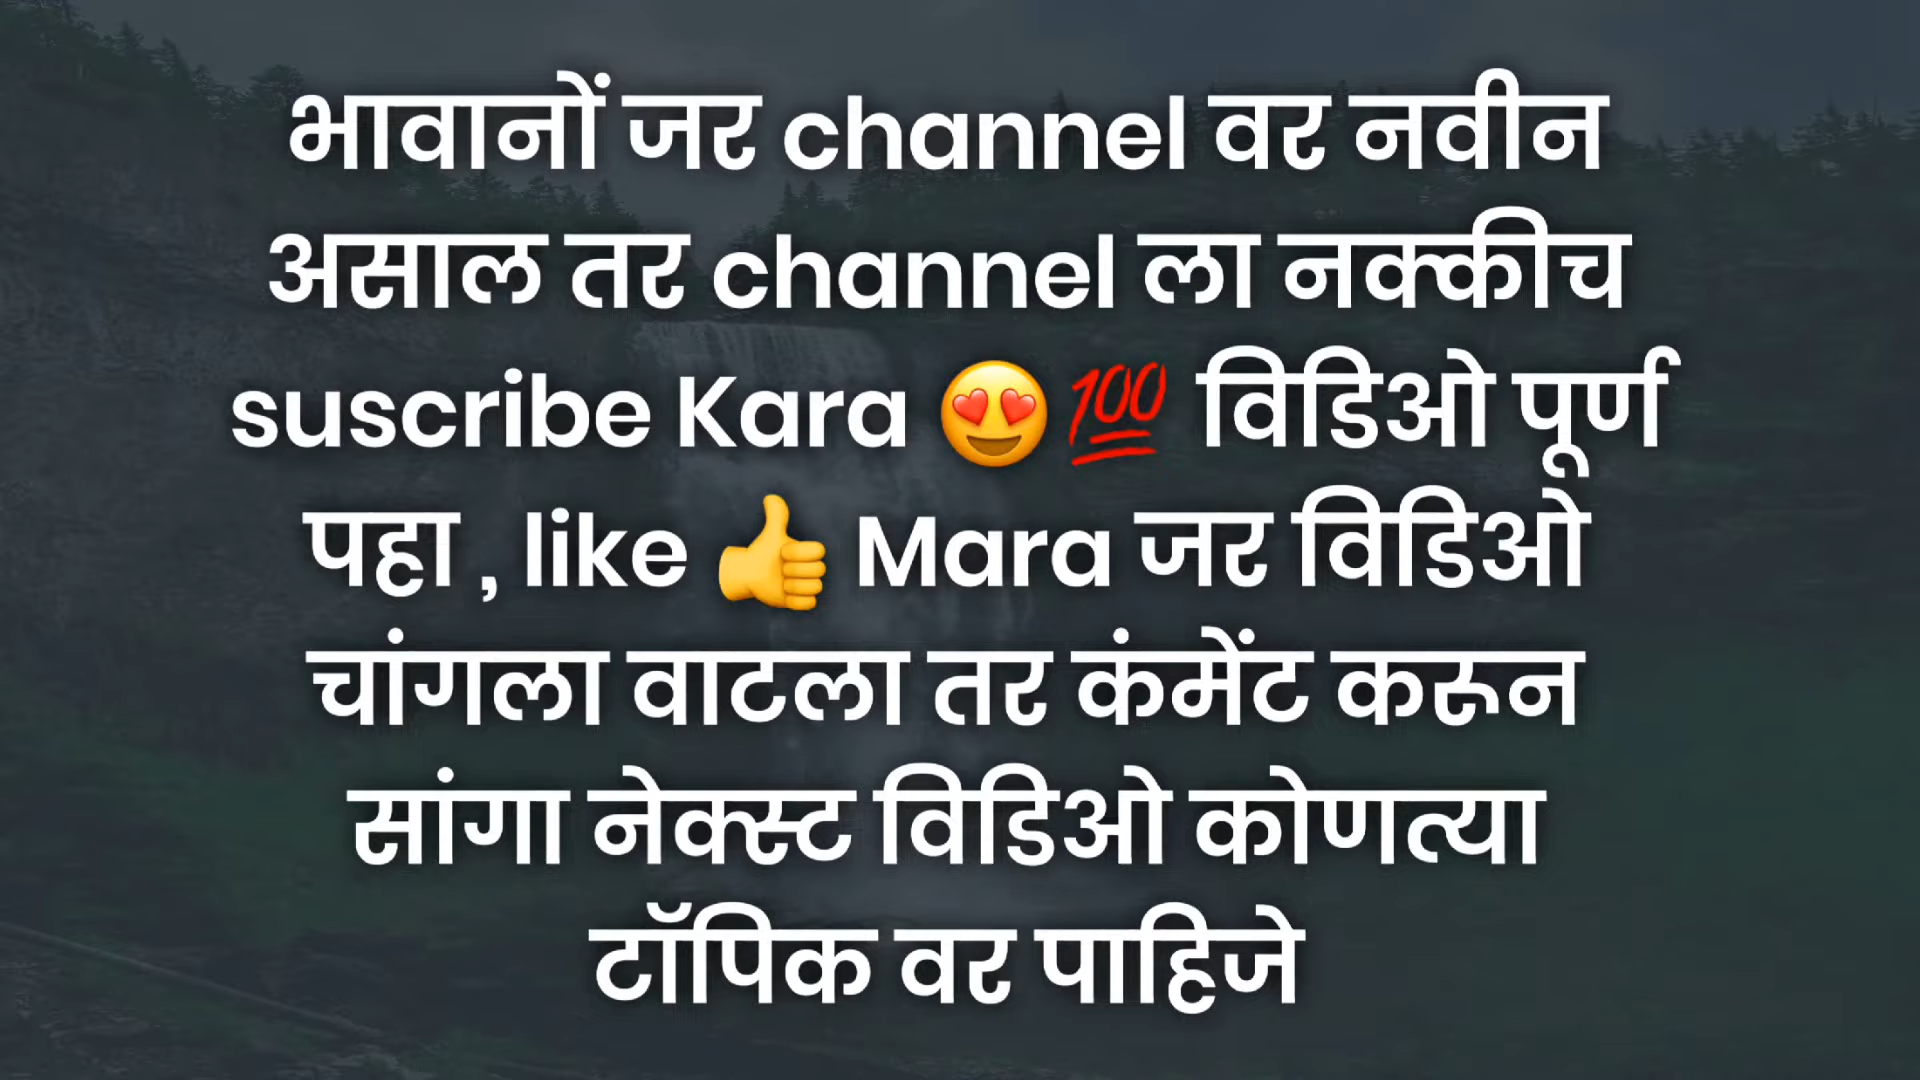 भावानों जर channel वर नवीन
असाल तर channel ला नक्कीच
suscribe Kara 😍💯 विडिओ पूर्ण
पहा , like 👍 Mara जर विडिओ
चांगला वाटला तर कंमेंट करून
सांगा नेक्स्ट विडिओ कोणत्या
टॉपिक वर पाहिजे